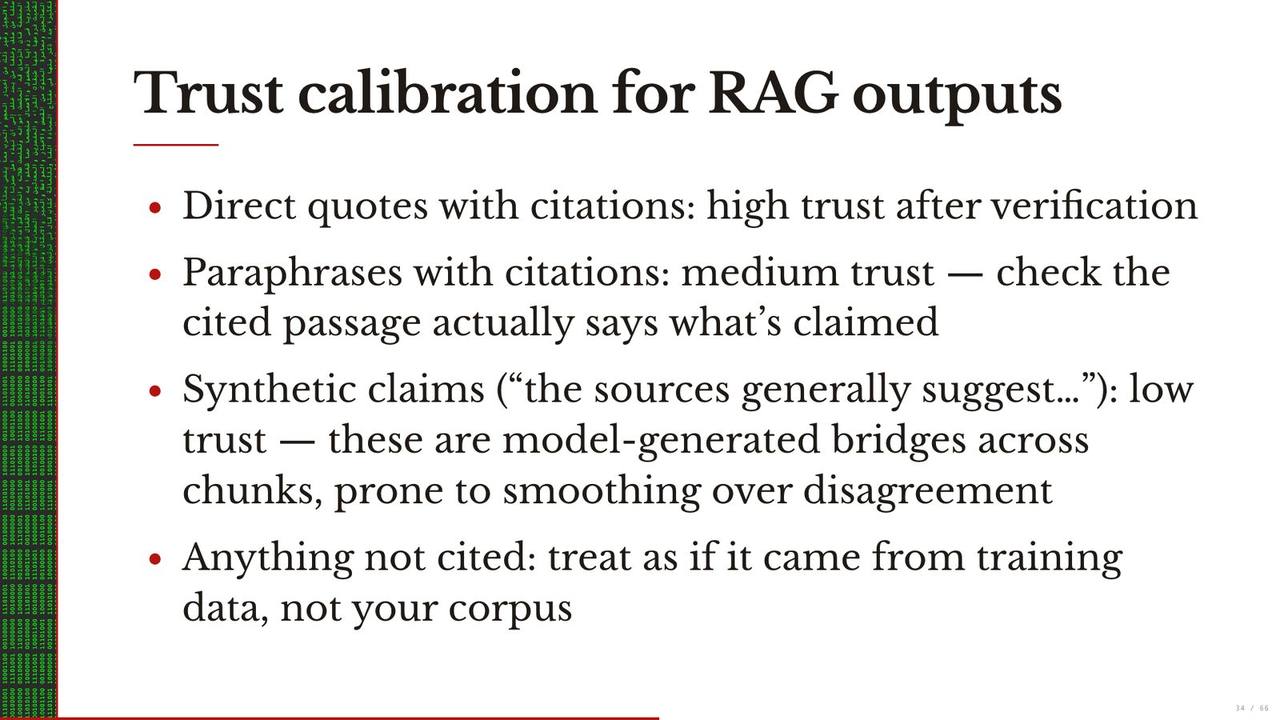 Trust calibration for RAG outputs
• Direct quotes with citations: high trust after verification
• Paraphrases with citations: medium trust — check the
cited passage actually says what’s claimed
• Synthetic claims (“the sources generally suggest…”): low
trust — these are model-generated bridges across
chunks, prone to smoothing over disagreement
• Anything not cited: treat as if it came from training
data, not your corpus
34 / 66